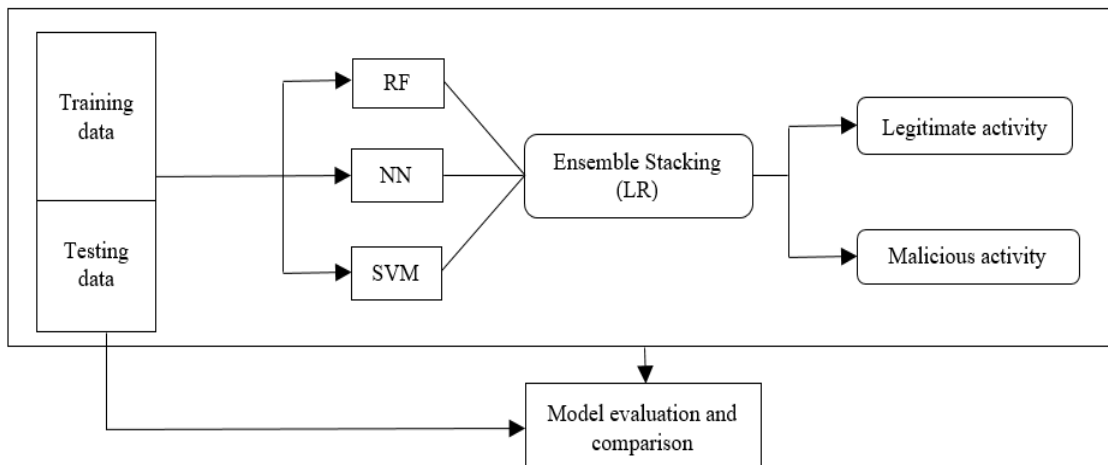 Training
data
Testing
data
RF
NN
SVM
Ensemble Stacking
(LR)
Legitimate activity
Malicious activity
Model evaluation and
comparison